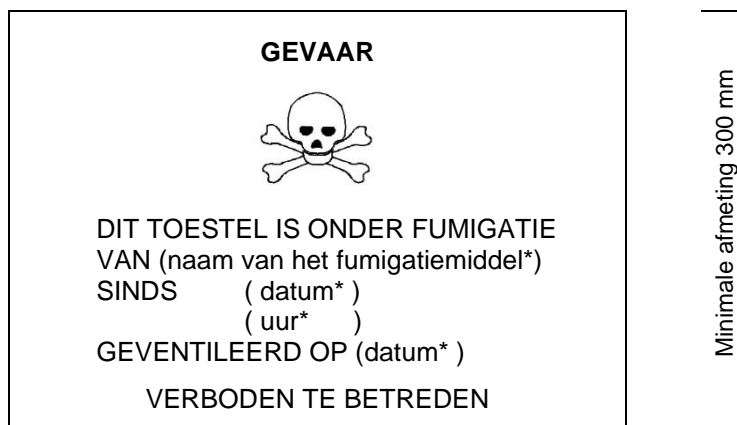 GEVAAR
DIT TOESTEL IS ONDER FUMIGATIE
VAN (naam van het fumigatiemiddel*)
SINDS ( datum* )
( uur* )
GEVENTILEERD OP (datum* )
VERBODEN TE BETREDEN
Minimale afmeting 300 mm